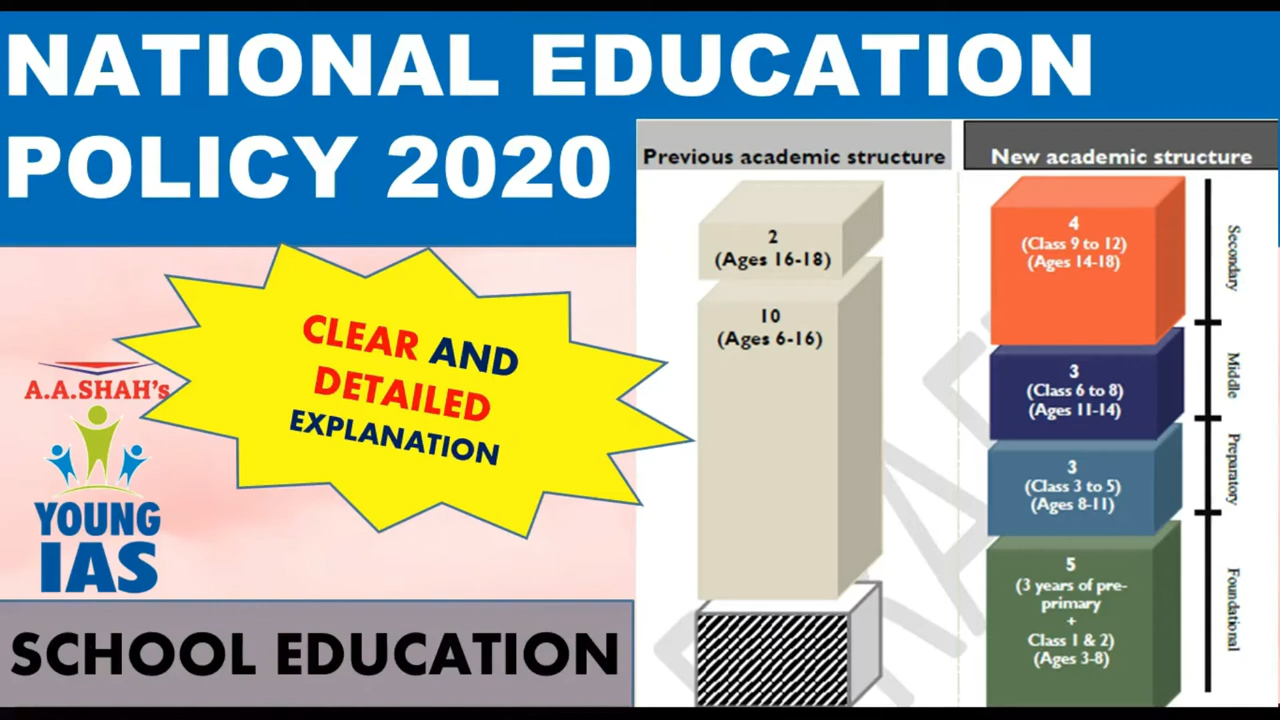 NATIONAL EDUCATION
POLICY 2020
CLEAR AND
DETAILED
EXPLANATION
A.A.SHAH's
YOUNG
IAS
SCHOOL EDUCATION
Previous academic structure
2
(Ages 16-18)
10
(Ages 6-16)
New academic structure
4
(Class 9 to 12)
(Ages 14-18)
Secondary
3
(Class 6 to 8)
(Ages 11-14)
Middle
3
(Class 3 to 5)
(Ages 8-11)
Preparatory
5
(3 years of pre-
primary
+
Class 1 & 2)
(Ages 3-8)
Foundational